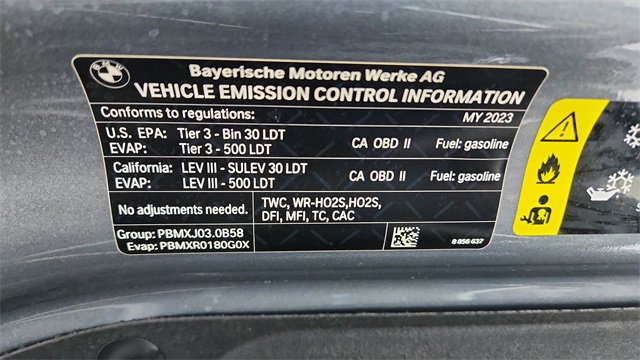 BMW
Bayerische Motoren Werke AG
VEHICLE EMISSION CONTROL INFORMATION
Conforms to regulations: MY 2023
U.S. EPA: Tier 3 - Bin 30 LDT CA OBD II Fuel: gasoline
EVAP: Tier 3 - 500 LDT
California: LEV III - SULEV 30 LDT CA OBD II Fuel: gasoline
EVAP: LEV III - 500 LDT
No adjustments needed. TWC, WR-HO2S,HO2S,
DFI, MFI, TC, CAC
Group: PBMXJ03.0B58
Evap: PBMXR0180G0X 8 856 637